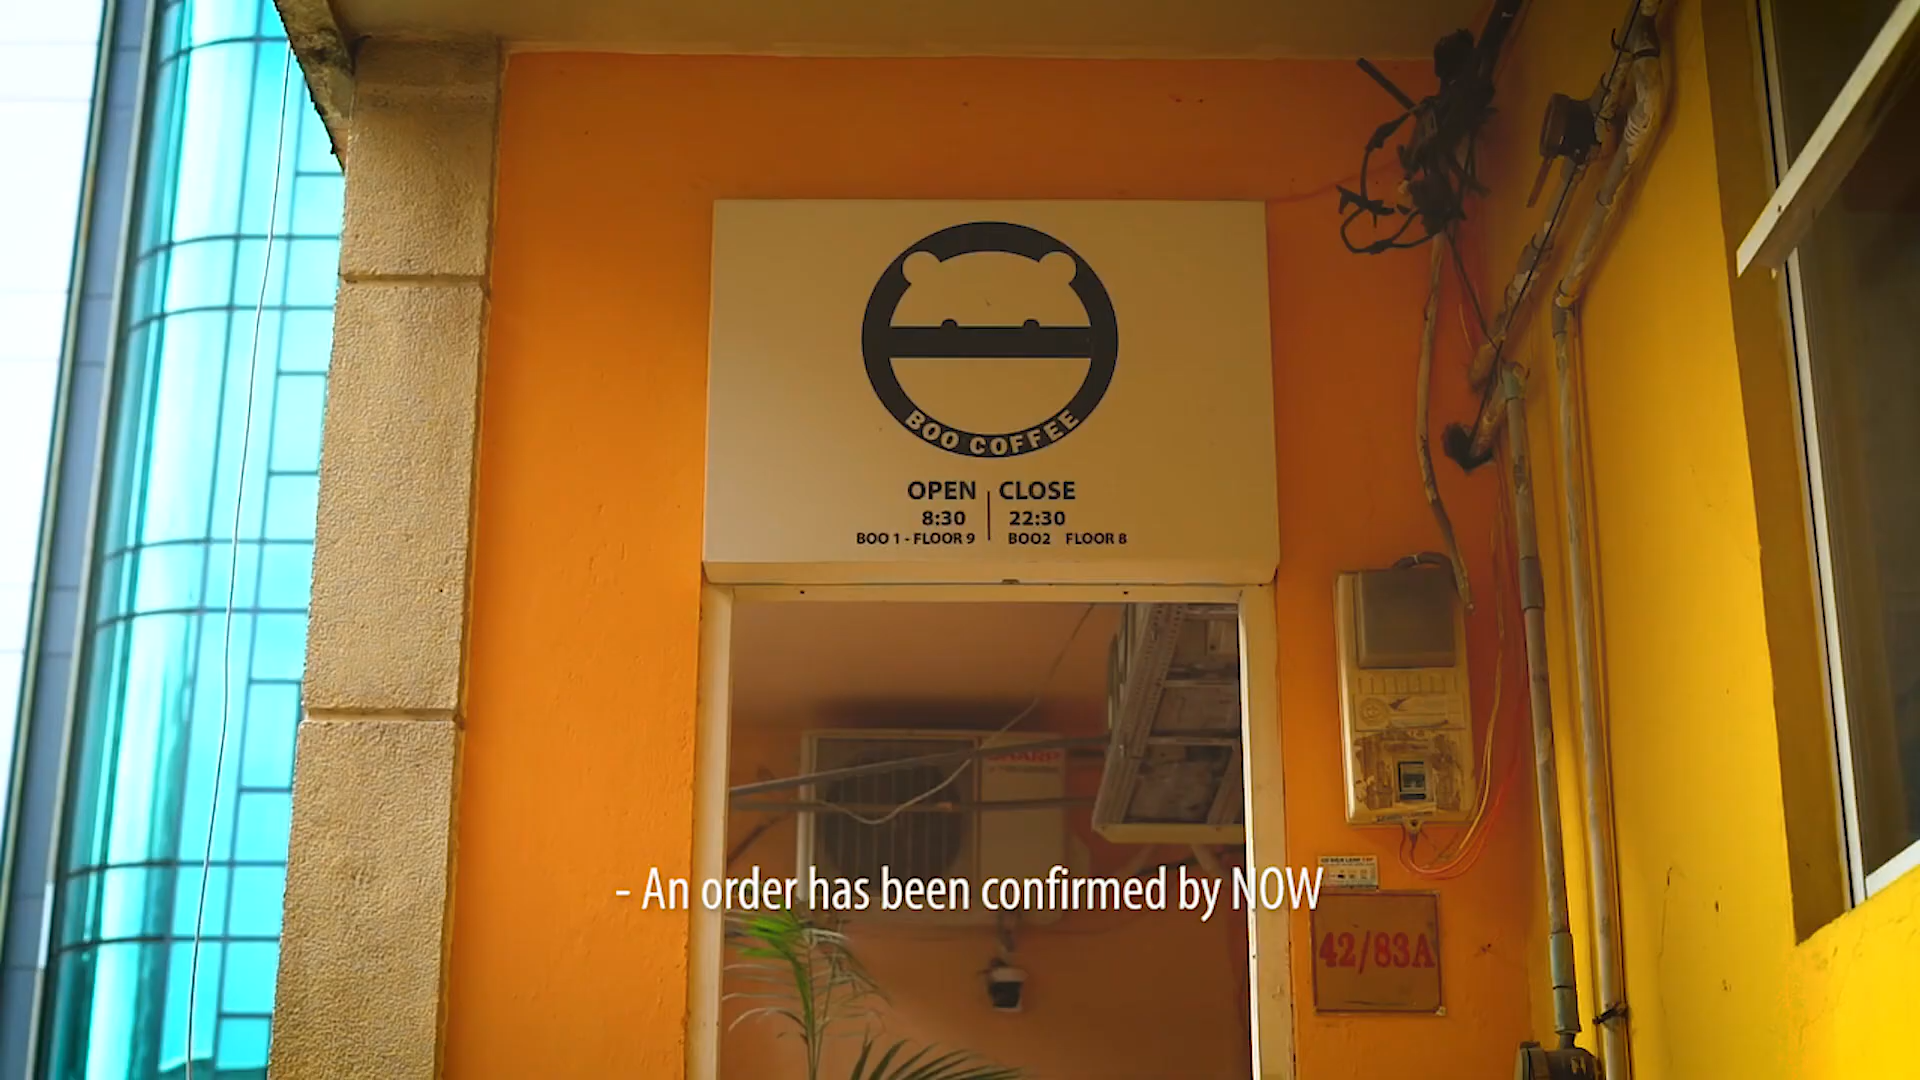 BOO COFFEE
OPEN CLOSE
8:30 22:30
BOO 1 - FLOOR 9 BOO2 FLOOR 8
SHARP
- An order has been confirmed by NOW
42/83A